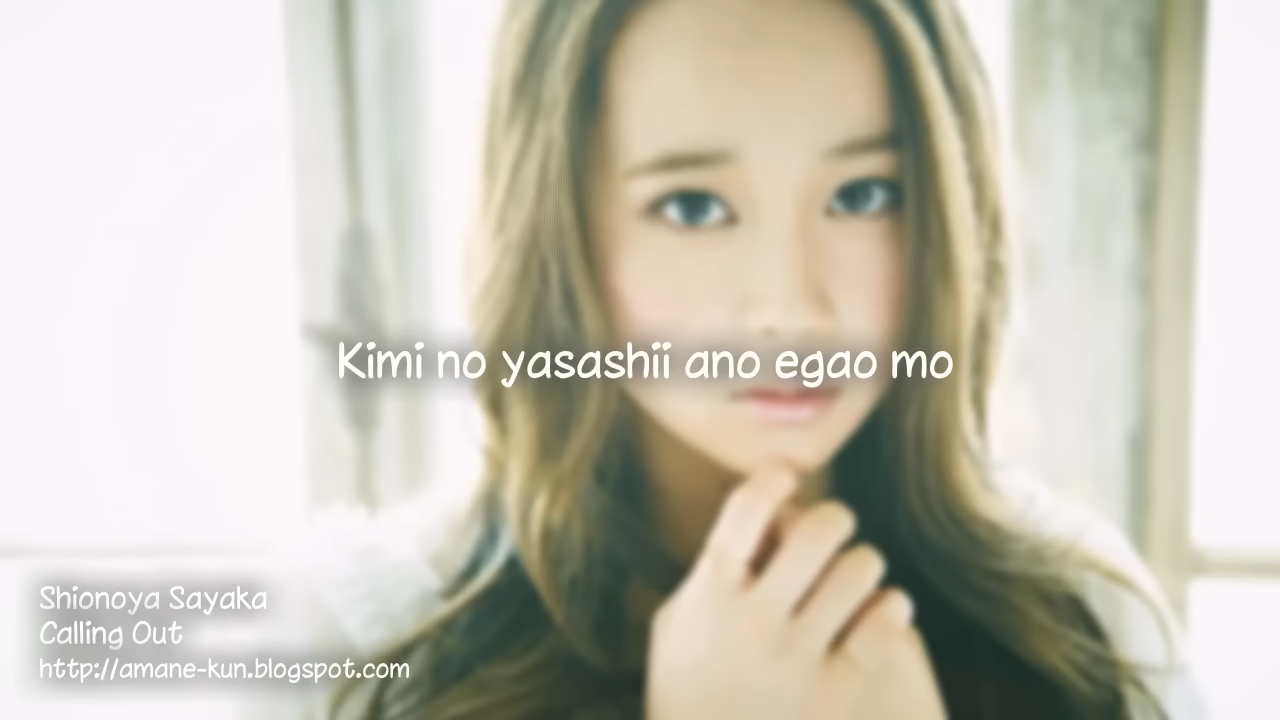 Kimi no yasashii ano egao mo
Shionoya Sayaka
Calling Out
http://amane-kun.blogspot.com